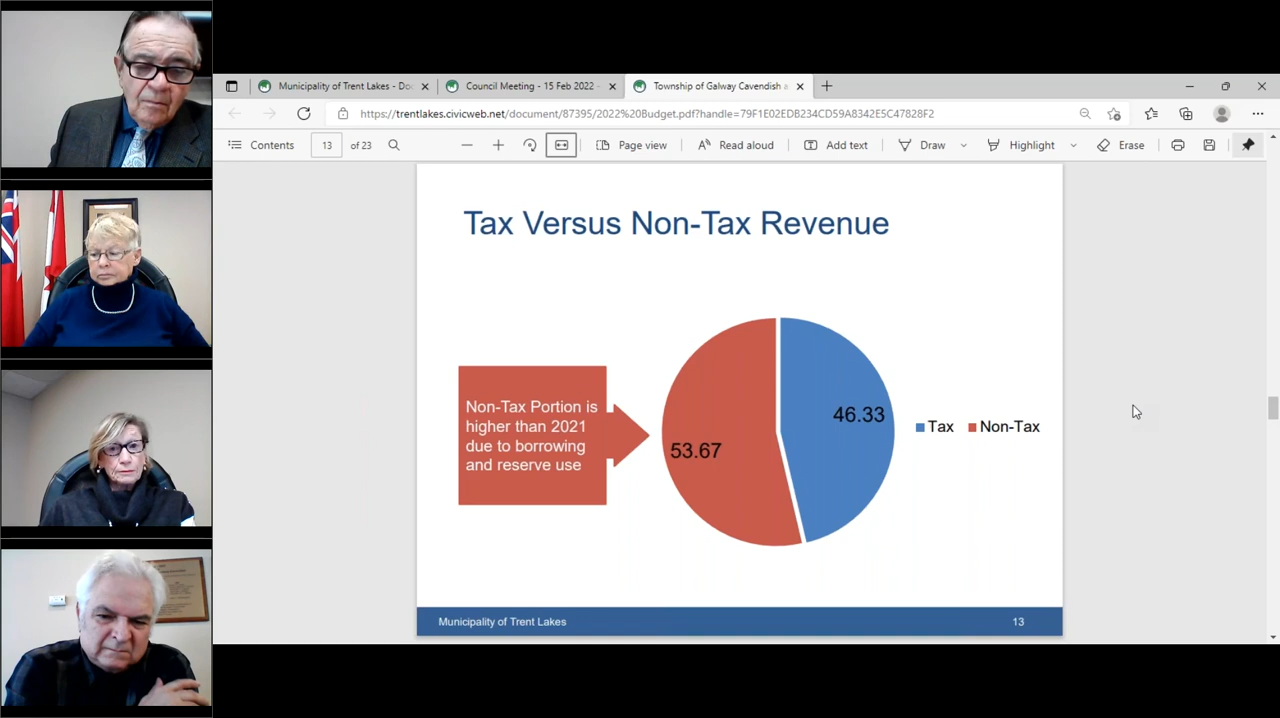 Municipality of Trent Lakes - Do
Council Meeting - 15 Feb 2022 -
Township of Galway Cavendish a
https://trentlakes.civicweb.net/document/87395/2022%20Budget.pdf?handle=79F1E02EDB234CD59A8342E5C47828F2
Contents 13 of 23 Page view Read aloud Add text Draw Highlight Erase
Tax Versus Non-Tax Revenue
Non-Tax Portion is
higher than 2021
due to borrowing
and reserve use
53.67
46.33
Tax Non-Tax
Municipality of Trent Lakes 13